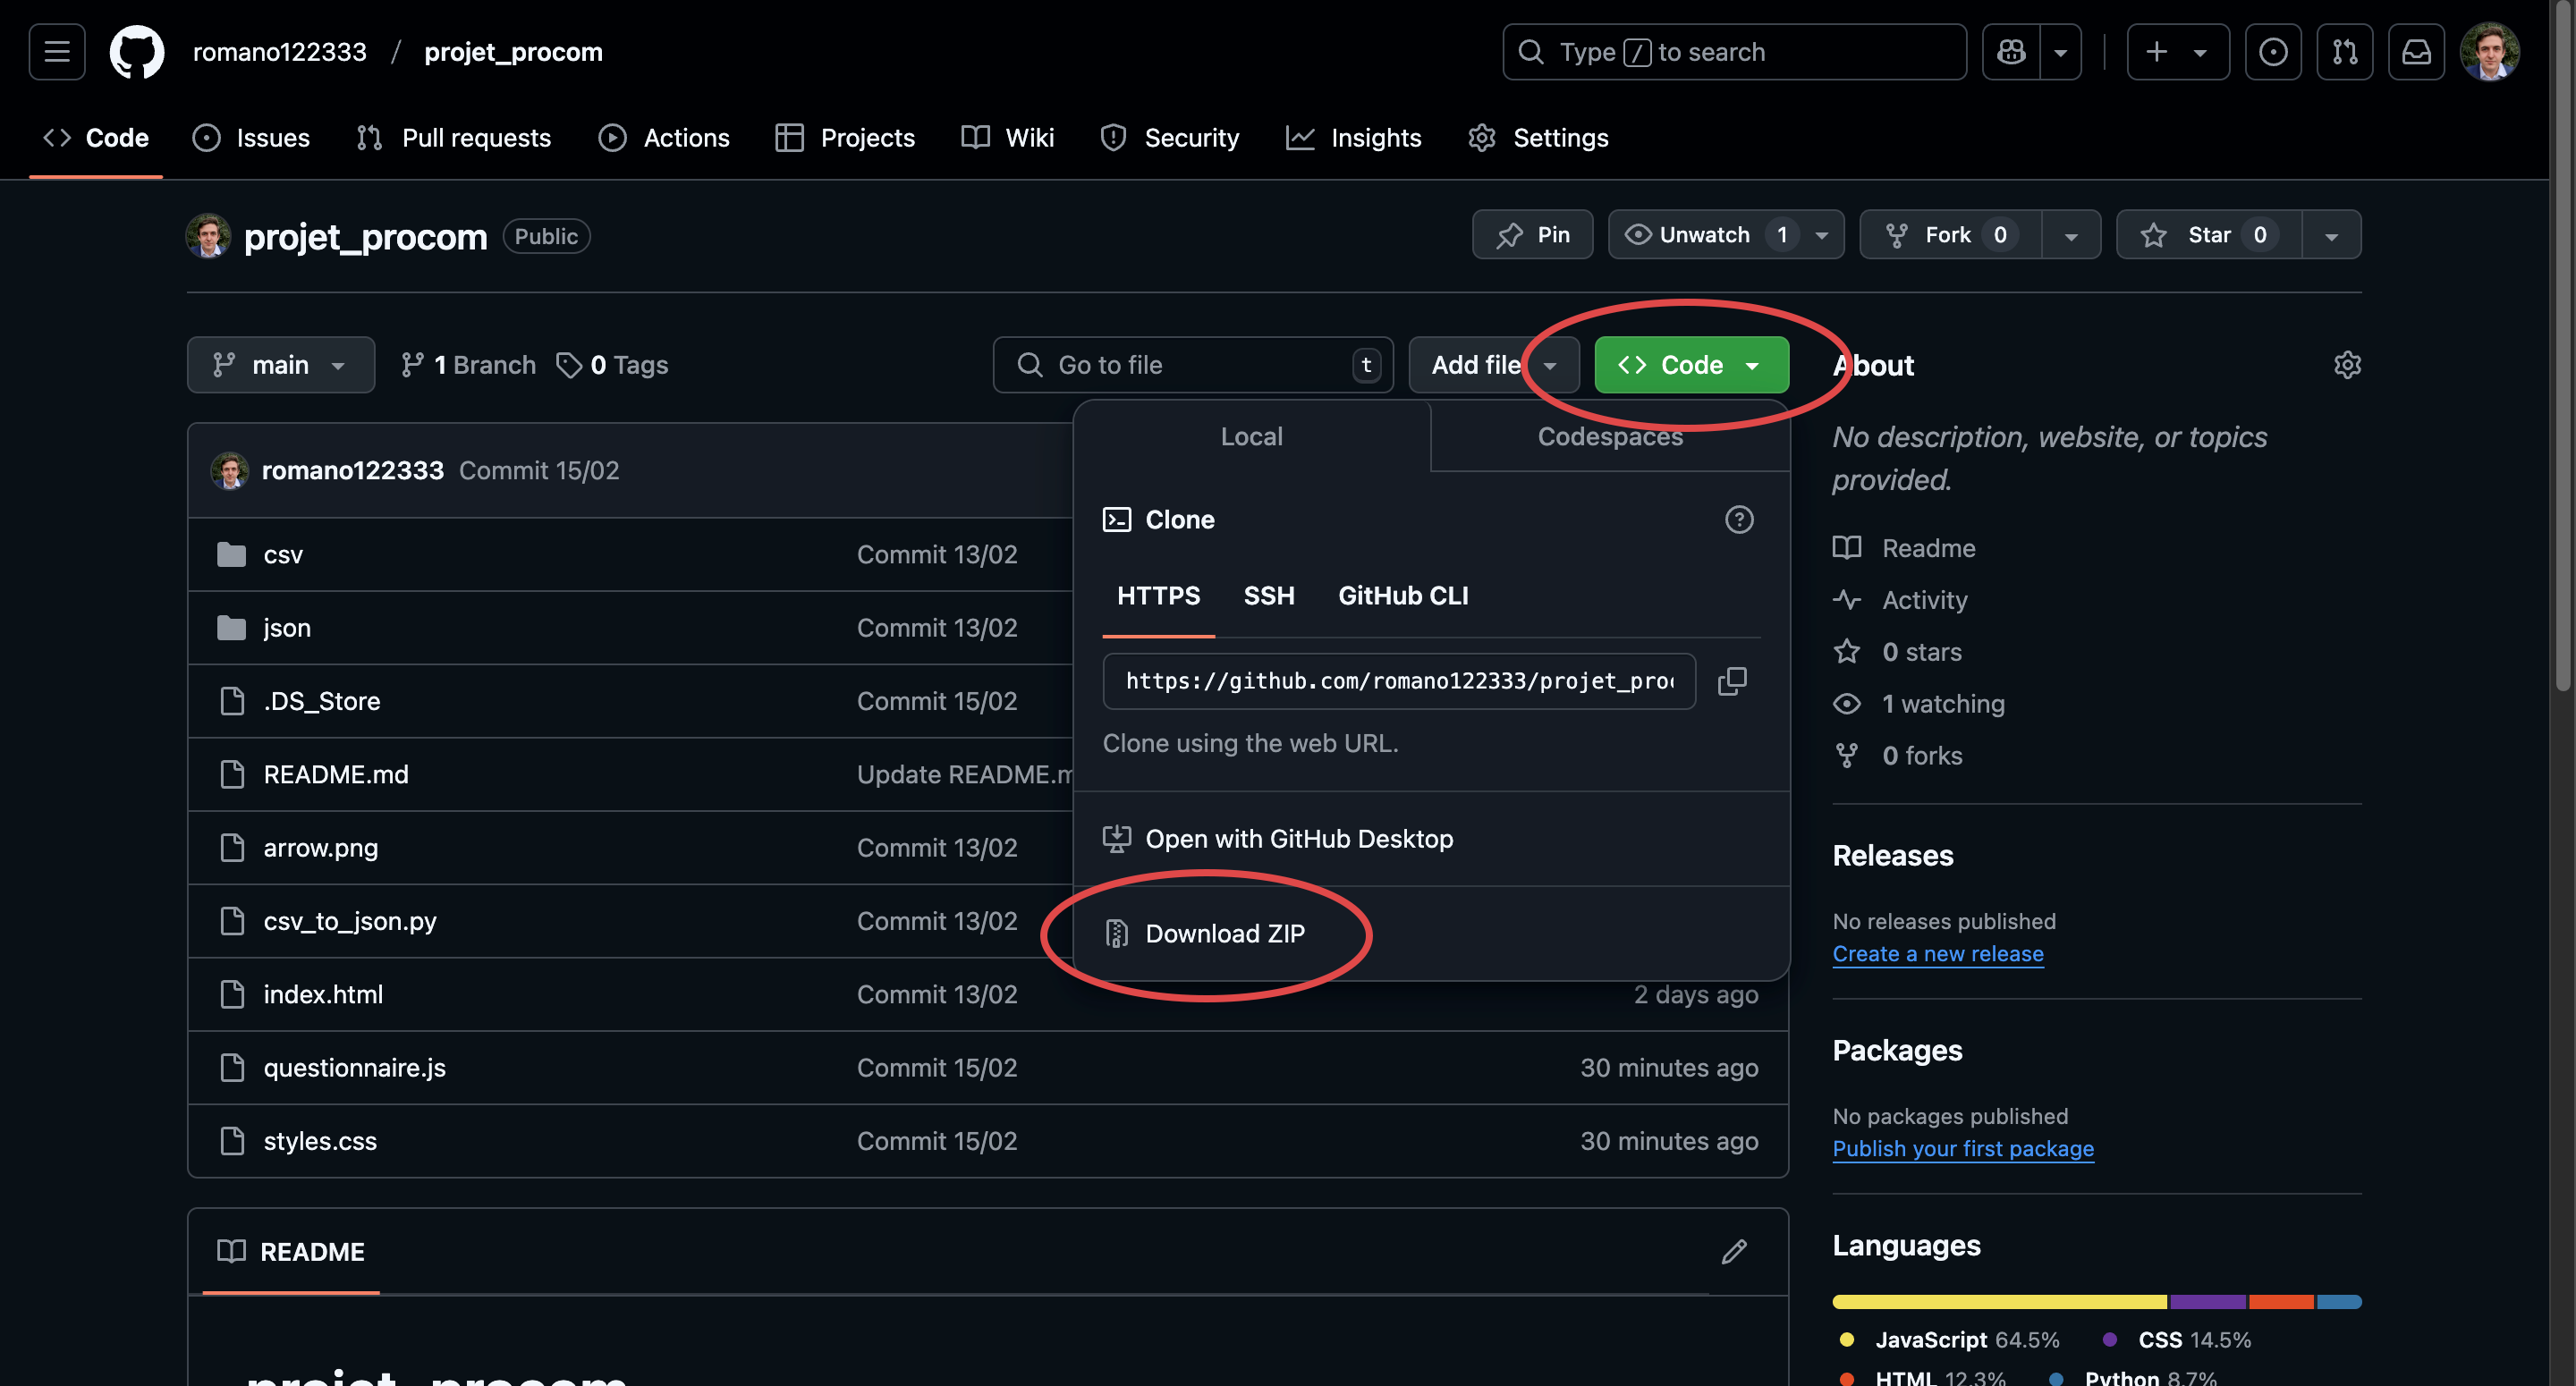 romano122333 / projet_procom
Type / to search
Code
Issues
Pull requests
Actions
Projects
Wiki
Security
Insights
Settings
projet_procom
Public
Pin
Unwatch 1
Fork 0
Star 0
main
1 Branch
0 Tags
Go to file
t
Add file
Code
Local
Codespaces
Clone
HTTPS
SSH
GitHub CLI
https://github.com/romano122333/projet_proc
Clone using the web URL.
Open with GitHub Desktop
Download ZIP
romano122333 Commit 15/02
csv Commit 13/02
json Commit 13/02
.DS_Store Commit 15/02
README.md Update README.m
arrow.png Commit 13/02
csv_to_json.py Commit 13/02
index.html Commit 13/02 2 days ago
questionnaire.js Commit 15/02 30 minutes ago
styles.css Commit 15/02 30 minutes ago
README
projet_procom
About
No description, website, or topics
provided.
Readme
Activity
0 stars
1 watching
0 forks
Releases
No releases published
Create a new release
Packages
No packages published
Publish your first package
Languages
JavaScript 64.5%
CSS 14.5%
HTML 12.3%
Python 8.7%